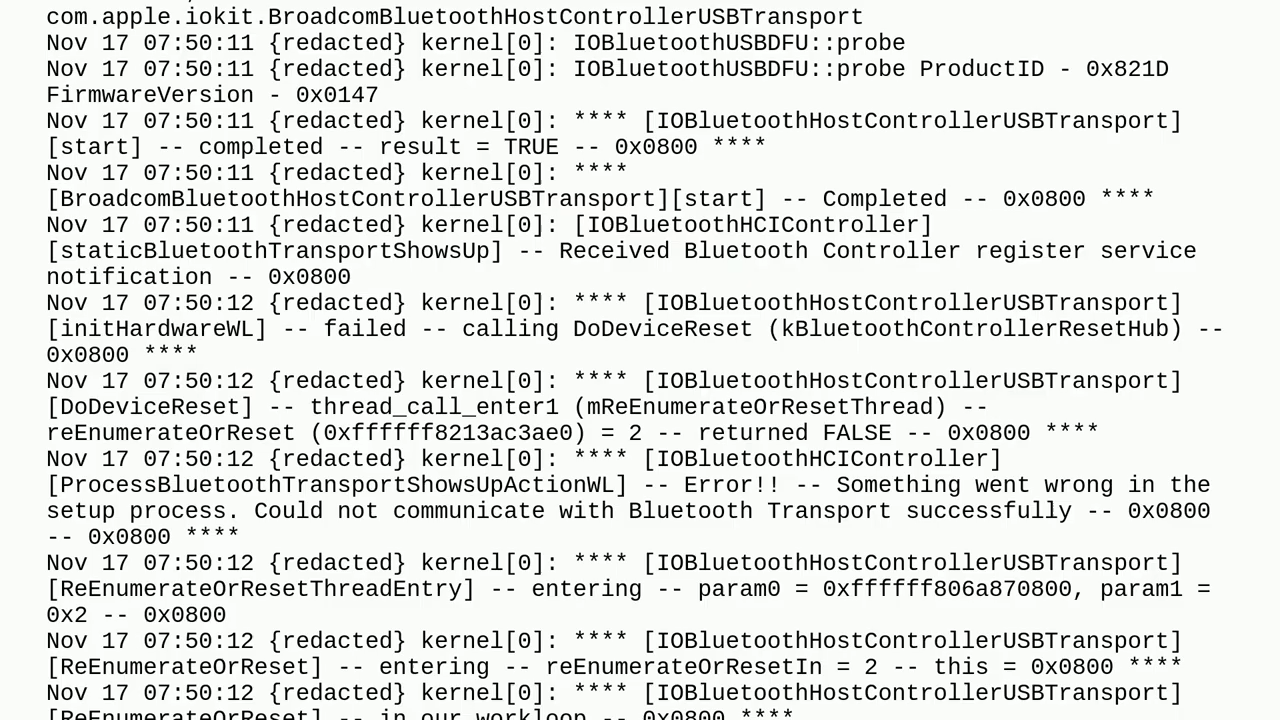 com.apple.iokit.BroadcomBluetoothHostControllerUSBTransport
Nov 17 07:50:11 {redacted} kernel[0]: IOBluetoothUSBDFU::probe
Nov 17 07:50:11 {redacted} kernel[0]: IOBluetoothUSBDFU::probe ProductID - 0x821D
FirmwareVersion - 0x0147
Nov 17 07:50:11 {redacted} kernel[0]: **** [IOBluetoothHostControllerUSBTransport]
[start] -- completed -- result = TRUE -- 0x0800 ****
Nov 17 07:50:11 {redacted} kernel[0]: ****
[BroadcomBluetoothHostControllerUSBTransport][start] -- Completed -- 0x0800 ****
Nov 17 07:50:11 {redacted} kernel[0]: [IOBluetoothHCIController]
[staticBluetoothTransportShowsUp] -- Received Bluetooth Controller register service
notification -- 0x0800
Nov 17 07:50:12 {redacted} kernel[0]: **** [IOBluetoothHostControllerUSBTransport]
[initHardwareWL] -- failed -- calling DoDeviceReset (kBluetoothControllerResetHub) --
0x0800 ****
Nov 17 07:50:12 {redacted} kernel[0]: **** [IOBluetoothHostControllerUSBTransport]
[DoDeviceReset] -- thread_call_enter1 (mReEnumerateOrResetThread) --
reEnumerateOrReset (0xffffff8213ac3ae0) = 2 -- returned FALSE -- 0x0800 ****
Nov 17 07:50:12 {redacted} kernel[0]: **** [IOBluetoothHCIController]
[ProcessBluetoothTransportShowsUpActionWL] -- Error!! -- Something went wrong in the
setup process. Could not communicate with Bluetooth Transport successfully -- 0x0800
-- 0x0800 ****
Nov 17 07:50:12 {redacted} kernel[0]: **** [IOBluetoothHostControllerUSBTransport]
[ReEnumerateOrResetThreadEntry] -- entering -- param0 = 0xffffff806a870800, param1 =
0x2 -- 0x0800
Nov 17 07:50:12 {redacted} kernel[0]: **** [IOBluetoothHostControllerUSBTransport]
[ReEnumerateOrReset] -- entering -- reEnumerateOrResetIn = 2 -- this = 0x0800 ****
Nov 17 07:50:12 {redacted} kernel[0]: **** [IOBluetoothHostControllerUSBTransport]
[ReEnumerateOrReset] -- in our workloop -- 0x0800 ****